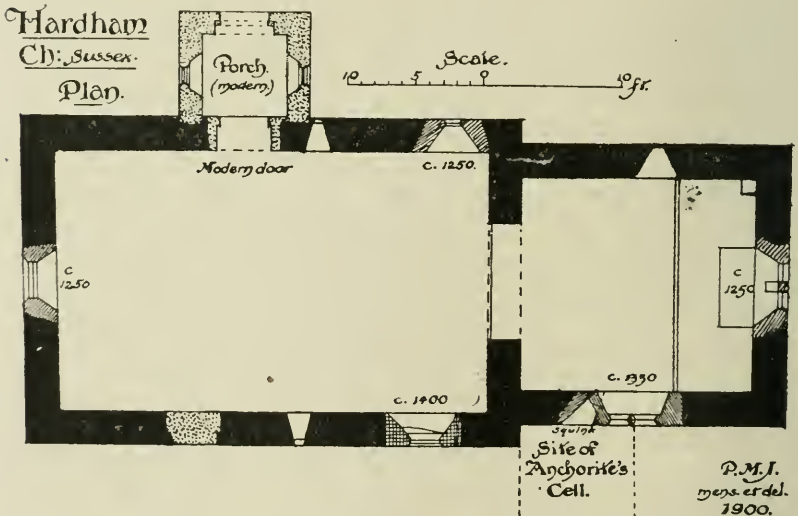 Hardham
Ch: Sussex.
Plan.
Porch.
(modern)
Scale.
10 5 0 10 ft.
Modern door
c. 1250.
c
1250
c
1250
c. 1400
c. 1350
Squint
Site of
Anchorite's
Cell.
P.M.J.
mens. et del.
1900.